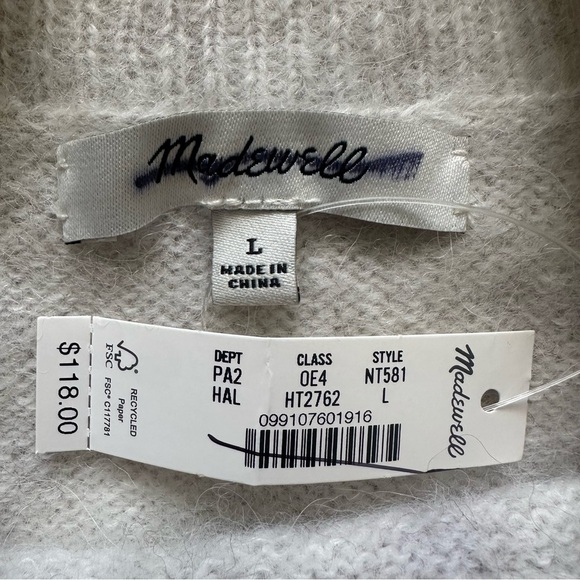 Madewell
L
MADE IN
CHINA
$118.00
FSC
FSC® C117781
RECYCLED
Paper
DEPT CLASS STYLE
PA2 0E4 NT581
HAL HT2762 L
099107601916
Madewell